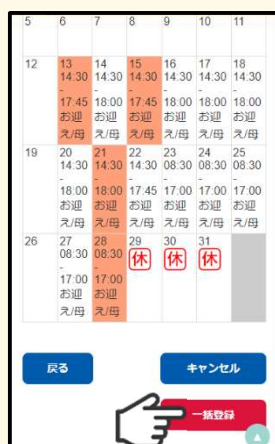 5 6 7 8 9 10 11
12 13 14 15 16 17 18
14:30 14:30 14:30 14:30 14:30 14:30
- - - - - -
17:45 18:00 17:45 18:00 18:00 18:00
お迎 お迎 お迎 お迎 お迎 お迎
え/母 え/母 え/母 え/母 え/母 え/母
19 20 21 22 23 24 25
14:30 14:30 14:30 08:30 08:30 08:30
- - - - - -
18:00 18:00 17:45 17:00 17:00 17:00
お迎 お迎 お迎 お迎 お迎 お迎
え/母 え/母 え/母 え/母 え/母 え/母
26 27 28 29 30 31
08:30 08:30 休 休 休
- -
17:00 17:00
お迎 お迎
え/母 え/母
戻る キャンセル
一括登録